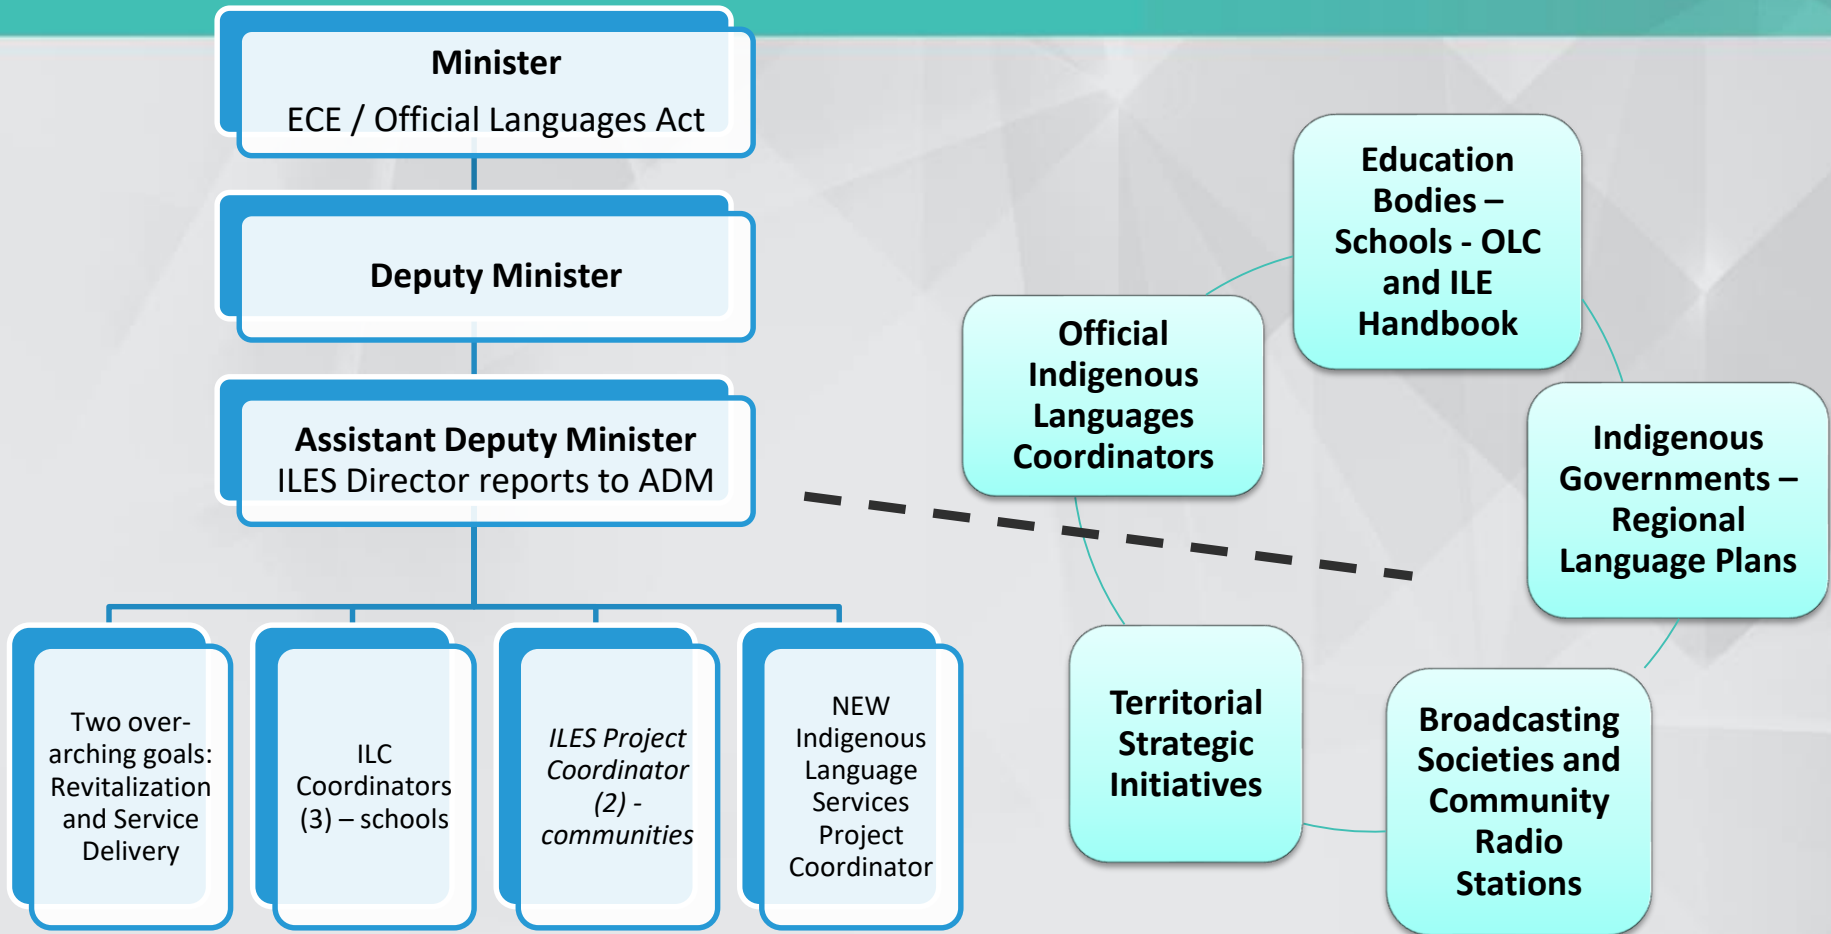 Minister
ECE / Official Languages Act
Deputy Minister
Assistant Deputy Minister
ILES Director reports to ADM
Two over-
arching goals:
Revitalization
and Service
Delivery
ILC
Coordinators
(3) – schools
ILES Project
Coordinator
(2) -
communities
NEW
Indigenous
Language
Services
Project
Coordinator
Education
Bodies –
Schools - OLC
and ILE
Handbook
Official
Indigenous
Languages
Coordinators
Indigenous
Governments –
Regional
Language Plans
Territorial
Strategic
Initiatives
Broadcasting
Societies and
Community
Radio
Stations